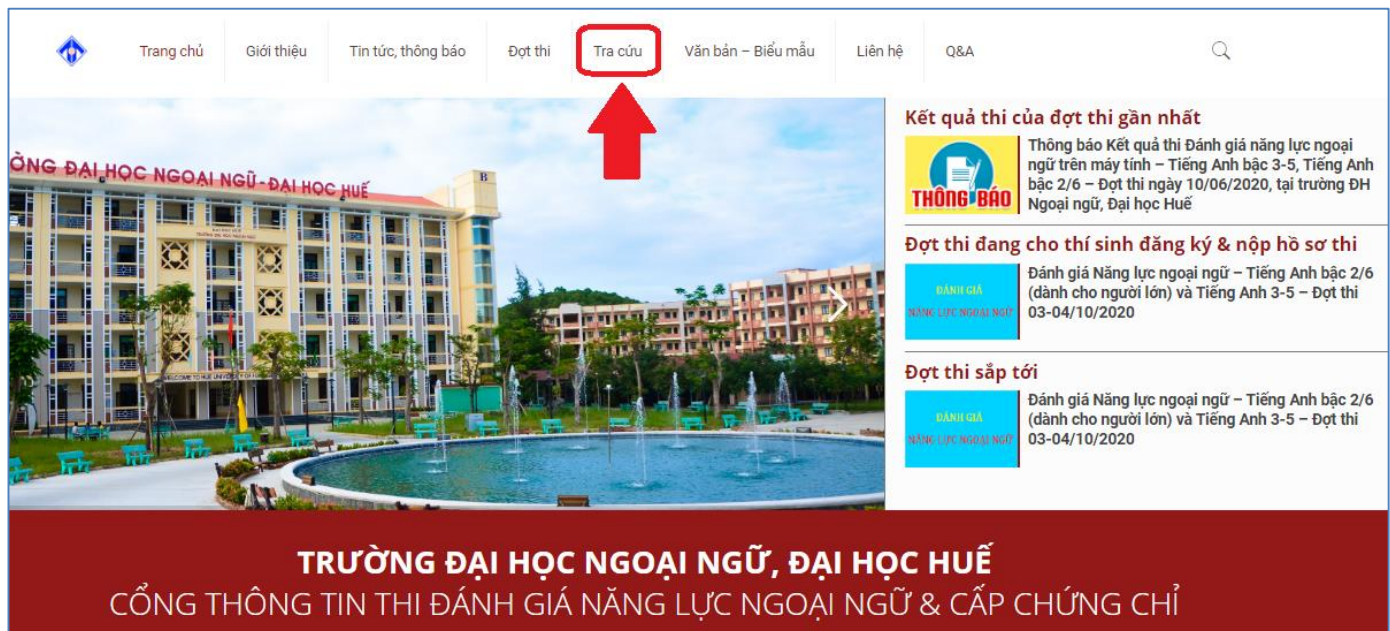 Trang chủ
Giới thiệu
Tin tức, thông báo
Đợt thi
Tra cứu
Văn bản – Biểu mẫu
Liên hệ
Q&A
ỜNG ĐẠI HỌC NGOẠI NGỮ - ĐẠI HỌC HUẾ
B
Kết quả thi của đợt thi gần nhất
THÔNG BÁO
Thông báo Kết quả thi Đánh giá năng lực ngoại
ngữ trên máy tính – Tiếng Anh bậc 3-5, Tiếng Anh
bậc 2/6 – Đợt thi ngày 10/06/2020, tại trường ĐH
Ngoại ngữ, Đại học Huế
Đợt thi đang cho thí sinh đăng ký & nộp hồ sơ thi
ĐÁNH GIÁ
NĂNG LỰC NGOẠI NGỮ
Đánh giá Năng lực ngoại ngữ – Tiếng Anh bậc 2/6
(dành cho người lớn) và Tiếng Anh 3-5 – Đợt thi
03-04/10/2020
Đợt thi sắp tới
ĐÁNH GIÁ
NĂNG LỰC NGOẠI NGỮ
Đánh giá Năng lực ngoại ngữ – Tiếng Anh bậc 2/6
(dành cho người lớn) và Tiếng Anh 3-5 – Đợt thi
03-04/10/2020
TRƯỜNG ĐẠI HỌC NGOẠI NGỮ, ĐẠI HỌC HUẾ
CỔNG THÔNG TIN THI ĐÁNH GIÁ NĂNG LỰC NGOẠI NGỮ & CẤP CHỨNG CHỈ